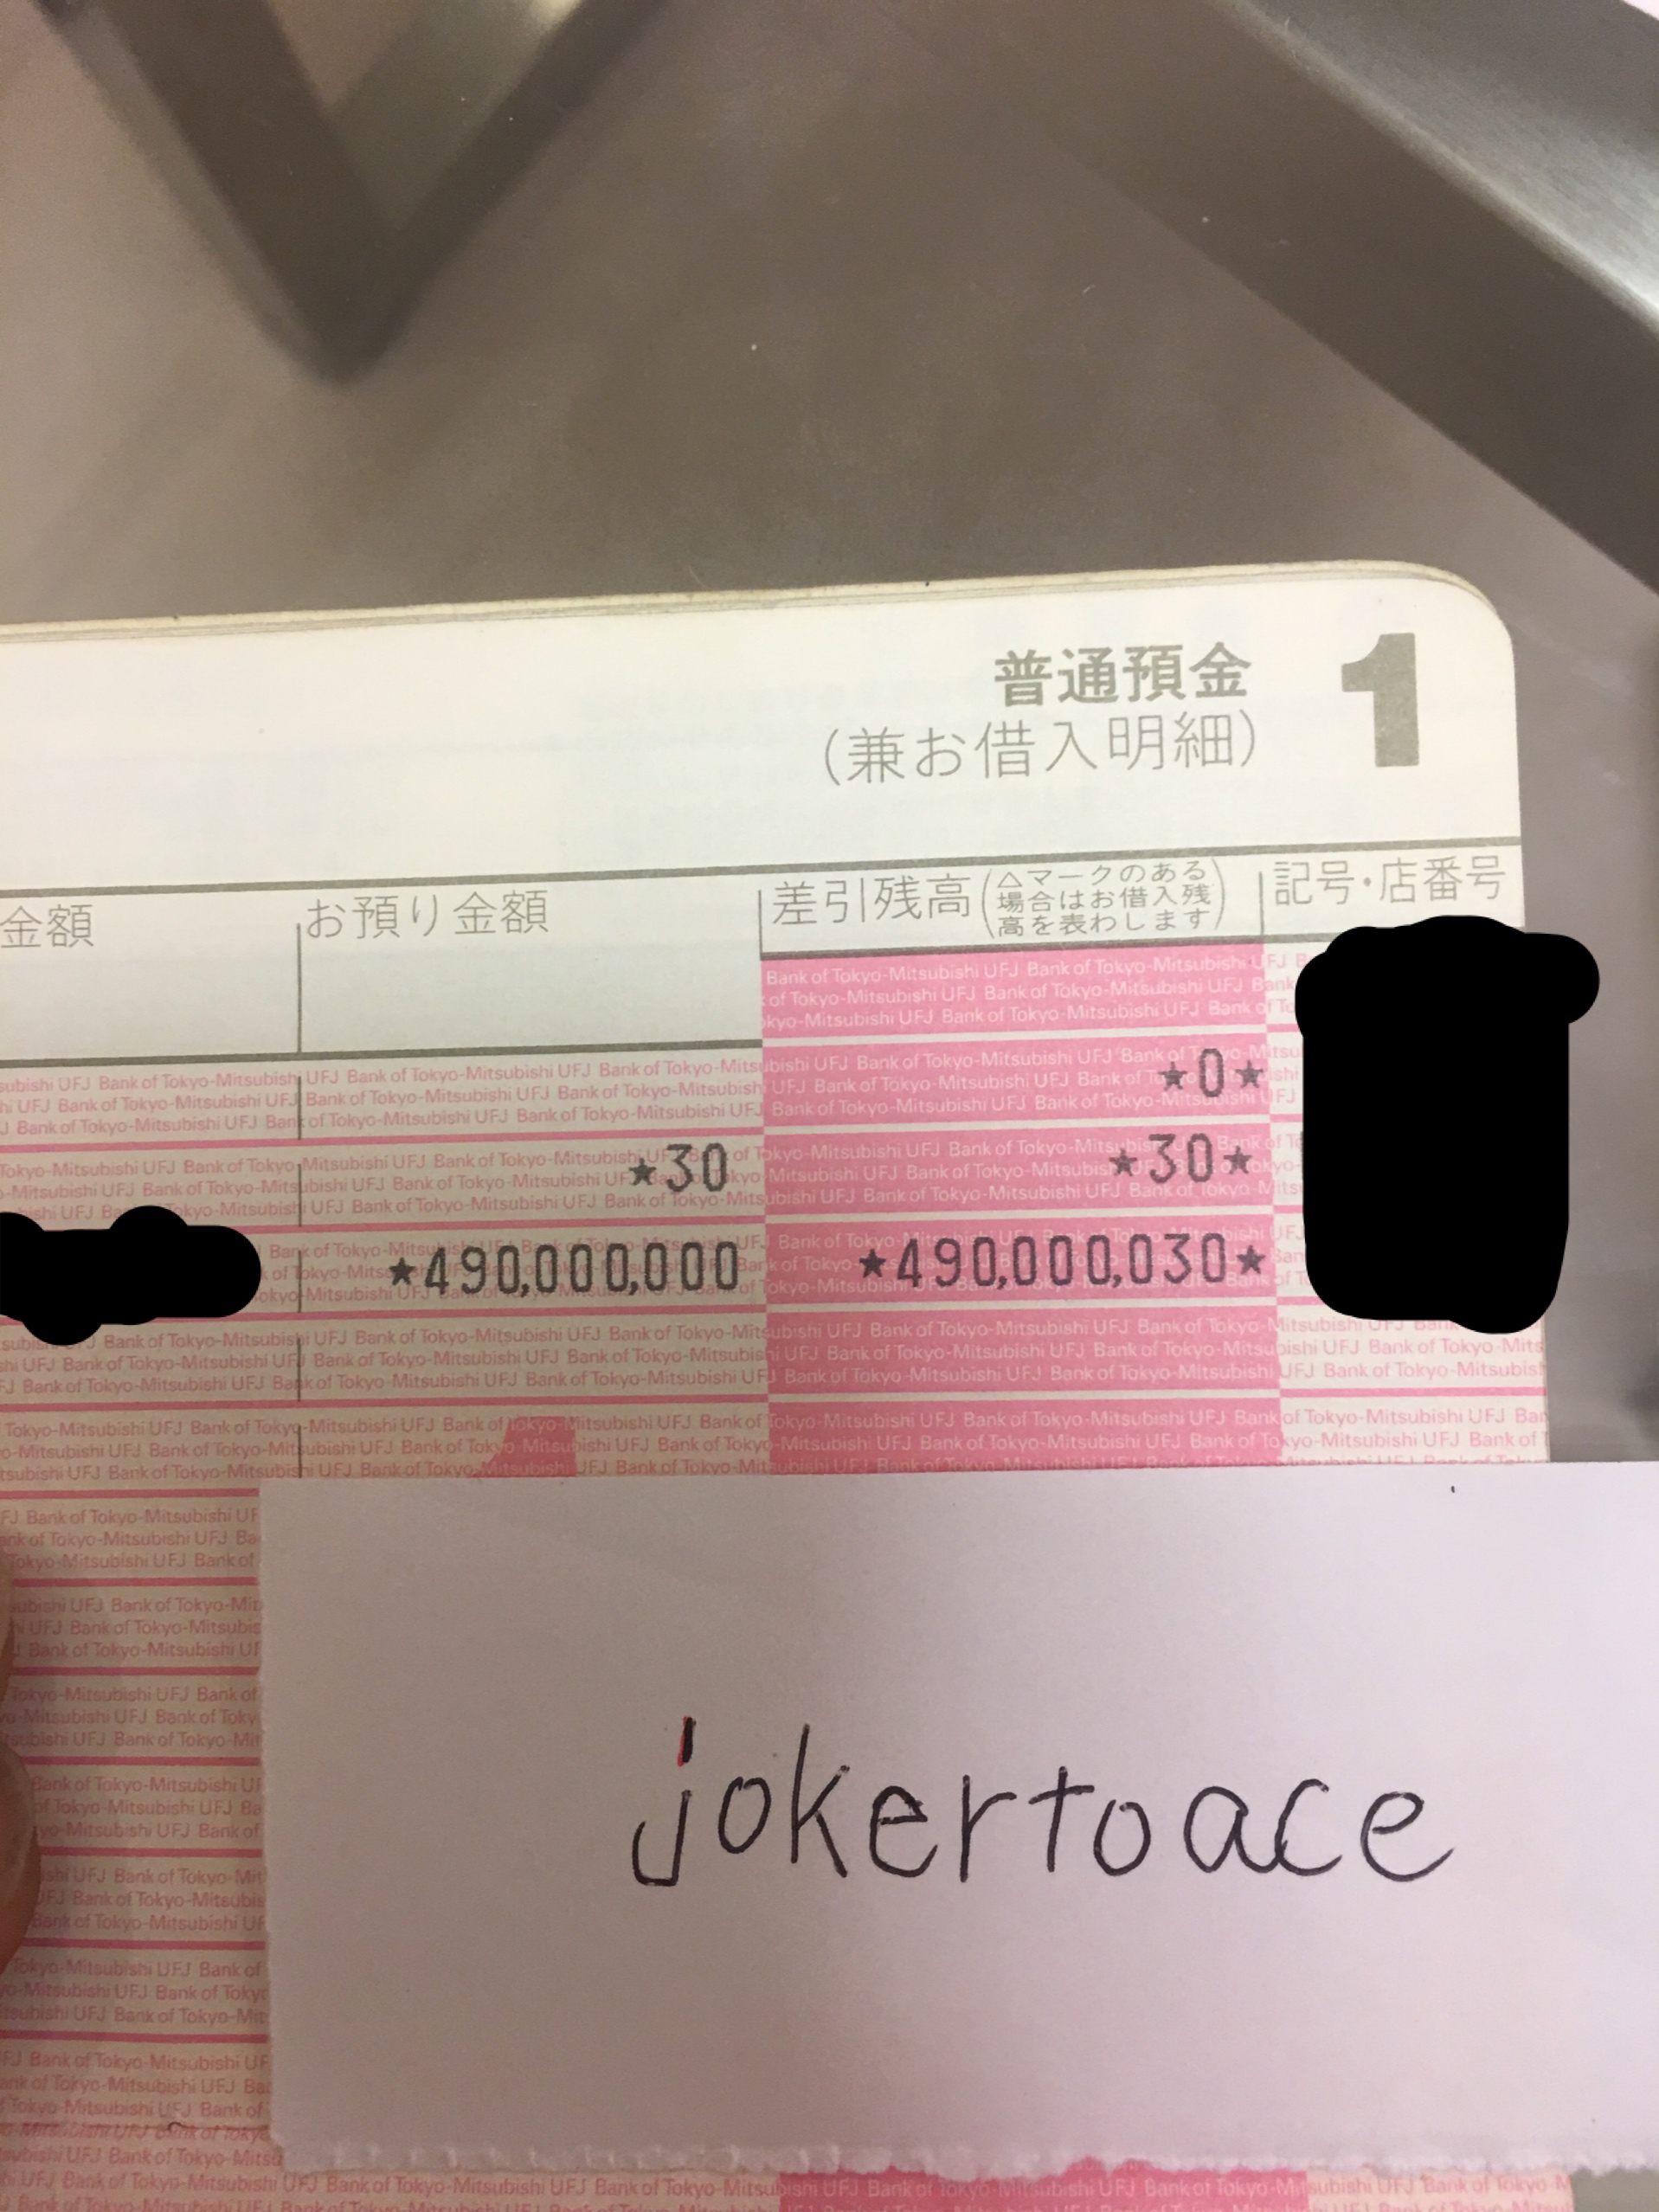 普通預金 1
(兼お借入明細)
金額 お預り金額 差引残高(△マークのある場合はお借入残高を表わします) 記号・店番号
★0★
★30 ★30★
★490,000,000 ★490,000,030★
Bank of Tokyo-Mitsubishi UFJ
jokertoace